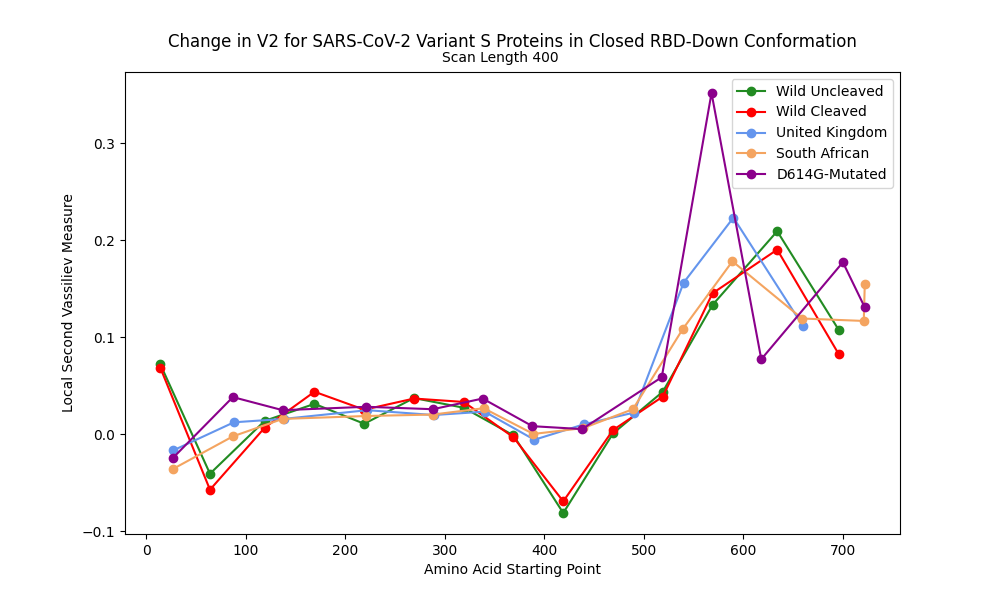 Change in V2 for SARS-CoV-2 Variant S Proteins in Closed RBD-Down Conformation
Scan Length 400
Wild Uncleaved
Wild Cleaved
United Kingdom
South African
D614G-Mutated
Local Second Vassiliev Measure
0.3
0.2
0.1
0.0
−0.1
0 100 200 300 400 500 600 700
Amino Acid Starting Point